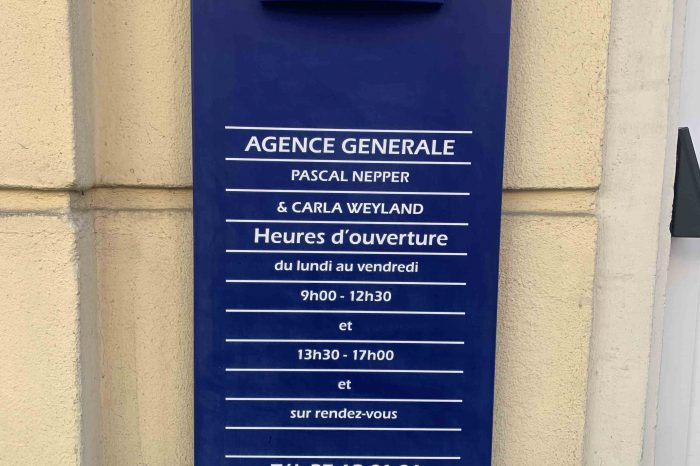 AGENCE GENERALE
PASCAL NEPPER
& CARLA WEYLAND
Heures d'ouverture
du lundi au vendredi
9h00 - 12h30
et
13h30 - 17h00
et
sur rendez-vous